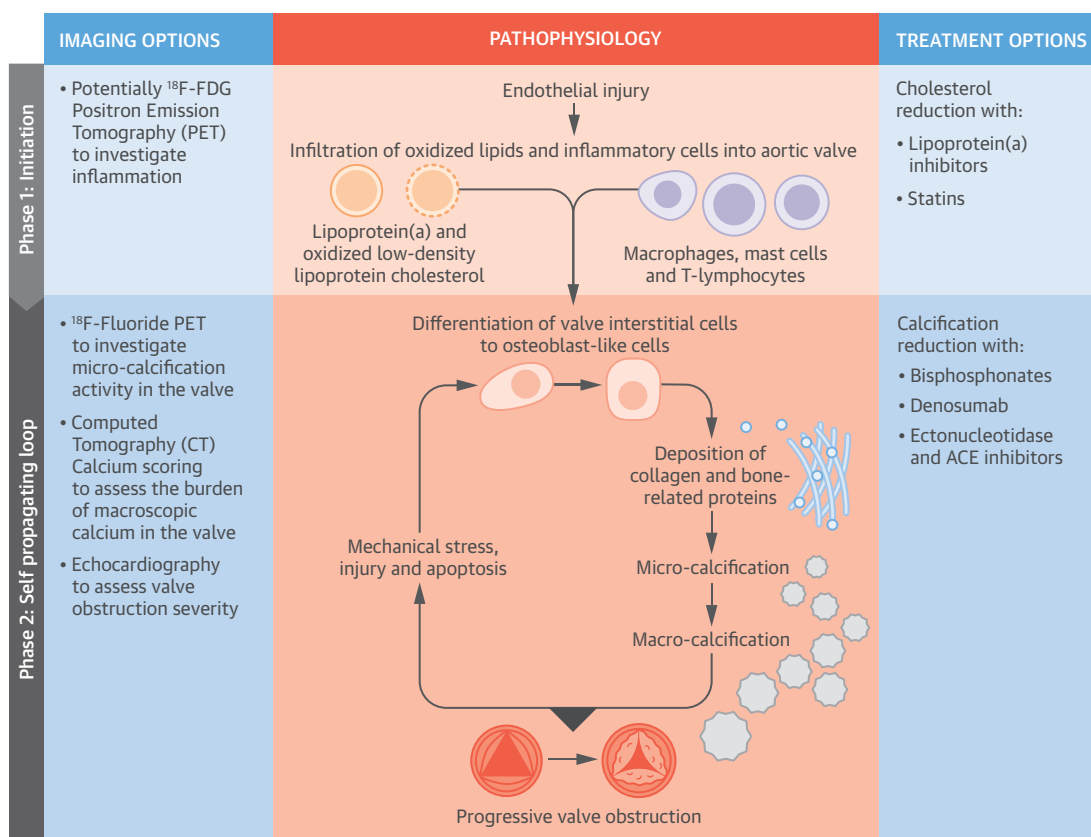 IMAGING OPTIONS
PATHOPHYSIOLOGY
TREATMENT OPTIONS
Phase 1: Initiation
• Potentially ¹⁸F-FDG
Positron Emission
Tomography (PET)
to investigate
inflammation
Endothelial injury
Infiltration of oxidized lipids and inflammatory cells into aortic valve
Lipoprotein(a) and
oxidized low-density
lipoprotein cholesterol
Macrophages, mast cells
and T-lymphocytes
Cholesterol
reduction with:
• Lipoprotein(a)
inhibitors
• Statins
Phase 2: Self propagating loop
• ¹⁸F-Fluoride PET
to investigate
micro-calcification
activity in the valve
• Computed
Tomography (CT)
Calcium scoring
to assess the burden
of macroscopic
calcium in the valve
• Echocardiography
to assess valve
obstruction severity
Differentiation of valve interstitial cells
to osteoblast-like cells
Deposition of
collagen and bone-
related proteins
Micro-calcification
Macro-calcification
Mechanical stress,
injury and apoptosis
Progressive valve obstruction
Calcification
reduction with:
• Bisphosphonates
• Denosumab
• Ectonucleotidase
and ACE inhibitors